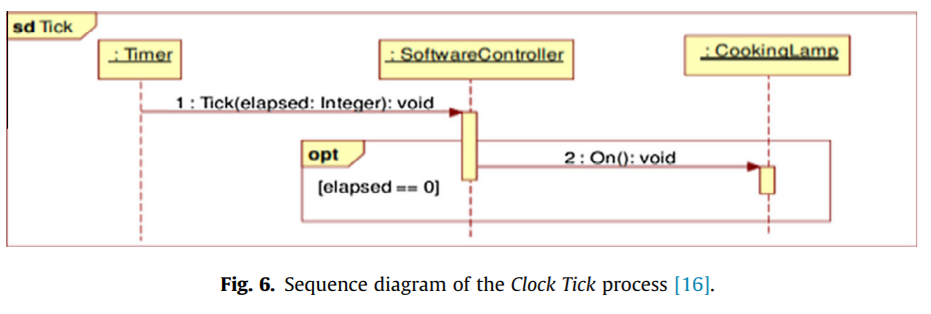 sd Tick
: Timer
: SoftwareController
: CookingLamp
1 : Tick(elapsed: Integer): void
opt
2 : On(): void
[elapsed == 0]
Fig. 6. Sequence diagram of the Clock Tick process [16].